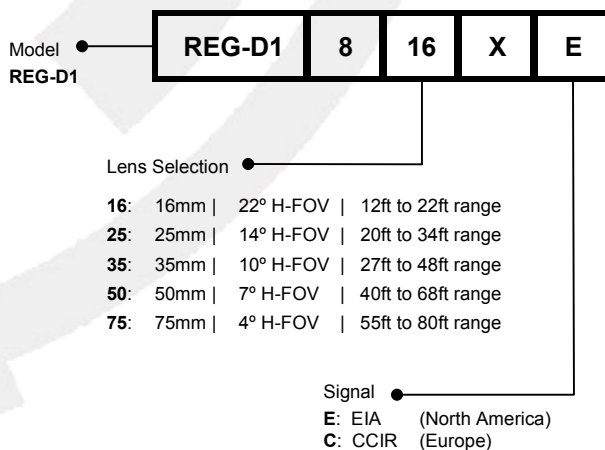 REG-D1 8 16 X E
Model
REG-D1
Lens Selection
16: 16mm | 22º H-FOV | 12ft to 22ft range
25: 25mm | 14º H-FOV | 20ft to 34ft range
35: 35mm | 10º H-FOV | 27ft to 48ft range
50: 50mm | 7º H-FOV | 40ft to 68ft range
75: 75mm | 4º H-FOV | 55ft to 80ft range
Signal
E: EIA (North America)
C: CCIR (Europe)